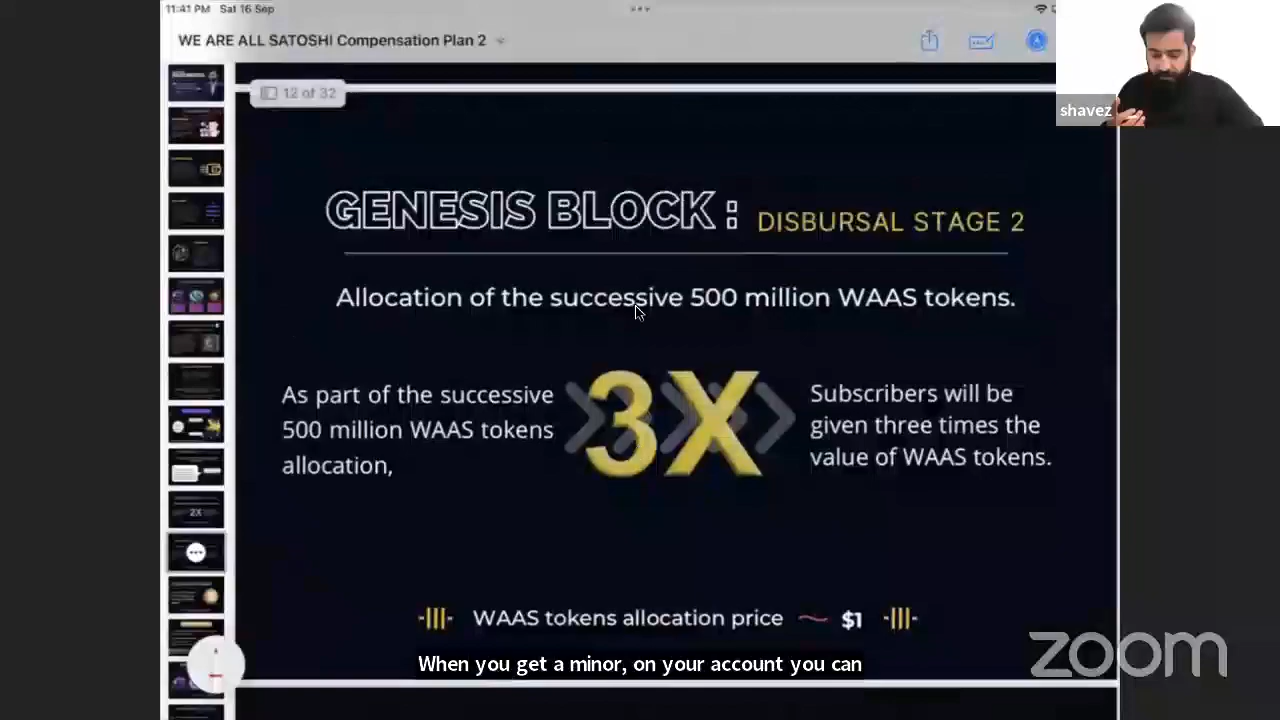 11:41 PM Sat 16 Sep
WE ARE ALL SATOSHI Compensation Plan 2
12 of 32
shavez
GENESIS BLOCK : DISBURSAL STAGE 2
Allocation of the successive 500 million WAAS tokens.
As part of the successive
500 million WAAS tokens
allocation,
3X
Subscribers will be
given three times the
value of WAAS tokens.
WAAS tokens allocation price ~ $1
When you get a minor, on your account you can
zoom
2X